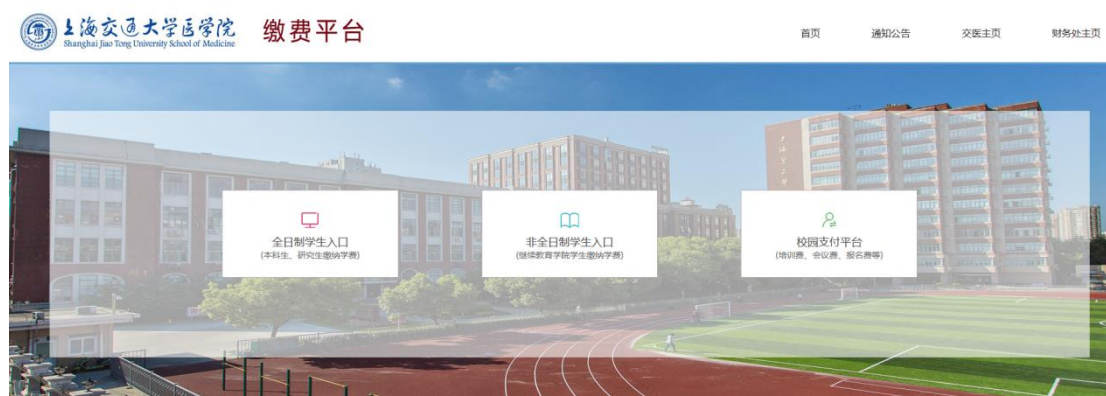 上海交通大学医学院
Shanghai Jiao Tong University School of Medicine
缴费平台
首页
通知公告
交医主页
财务处主页
全日制学生入口
(本科生、研究生缴纳学费)
非全日制学生入口
(继续教育学院学生缴纳学费)
校园支付平台
(培训费、会议费、报名费等)